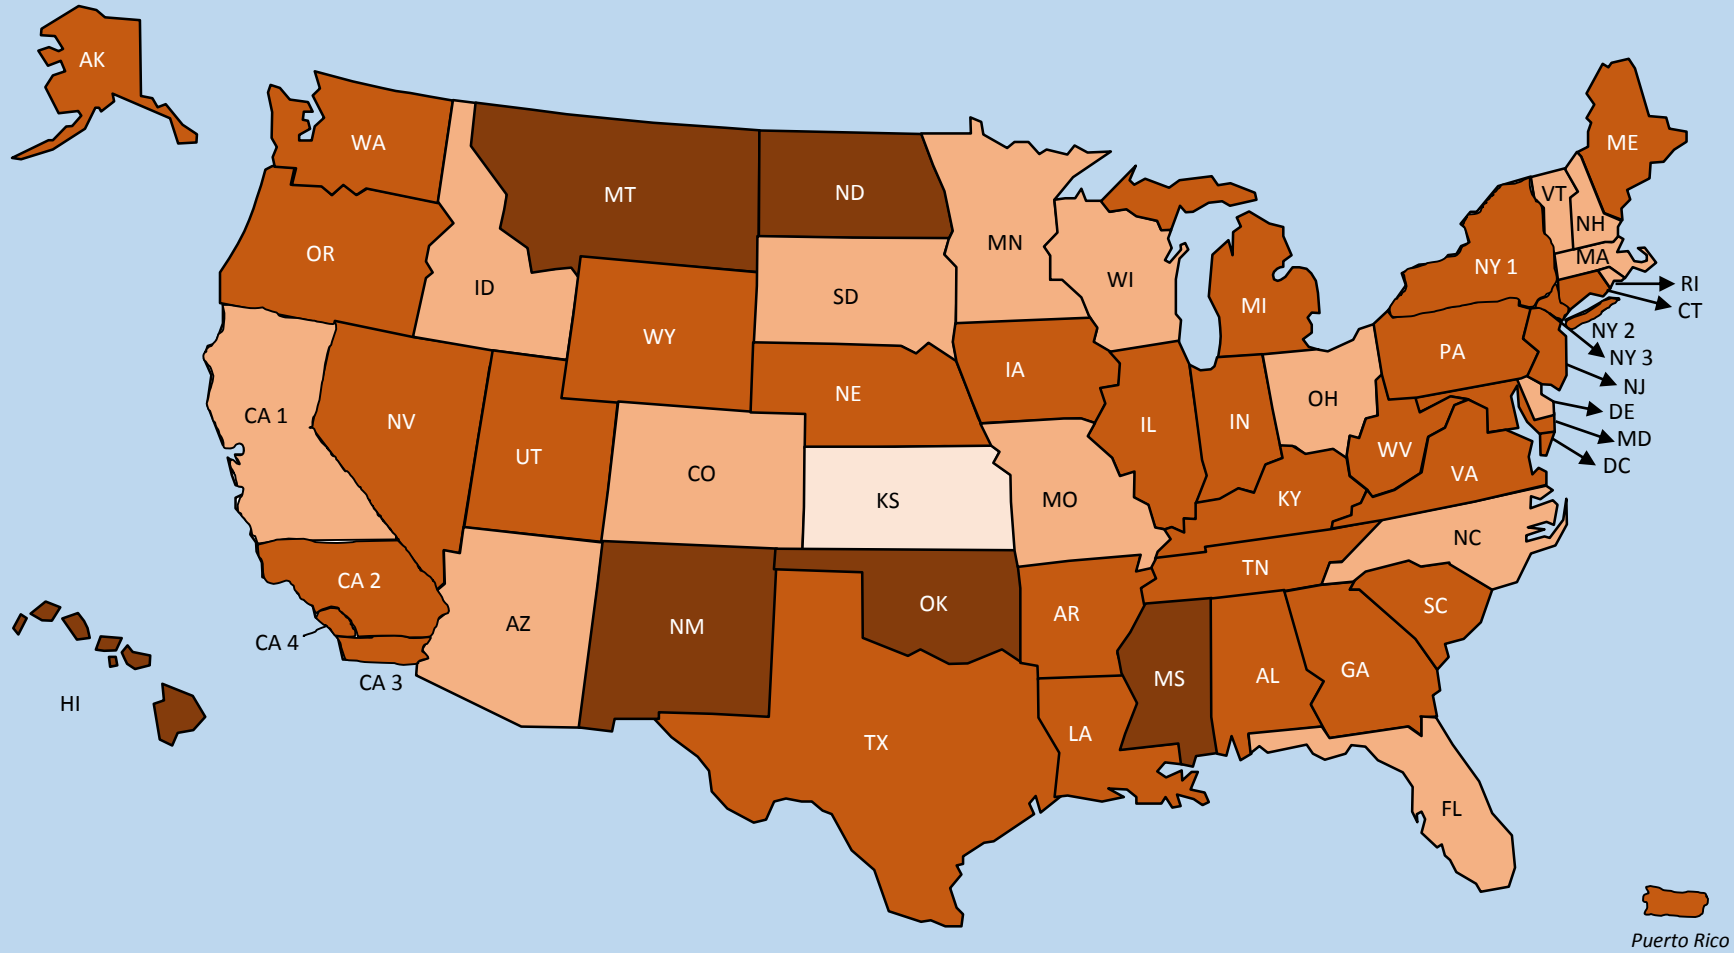 AK
WA
ME
MT
ND
VT
NH
MN
OR
MA
NY 1
WI
ID
RI
SD
MI
CT
NY 2
WY
PA
NY 3
IA
NJ
NE
OH
DE
CA 1
NV
IL
IN
MD
WV
UT
DC
CO
VA
KS
MO
KY
NC
TN
CA 2
OK
SC
AR
AZ
NM
CA 4
GA
AL
MS
CA 3
HI
LA
TX
FL
Puerto Rico